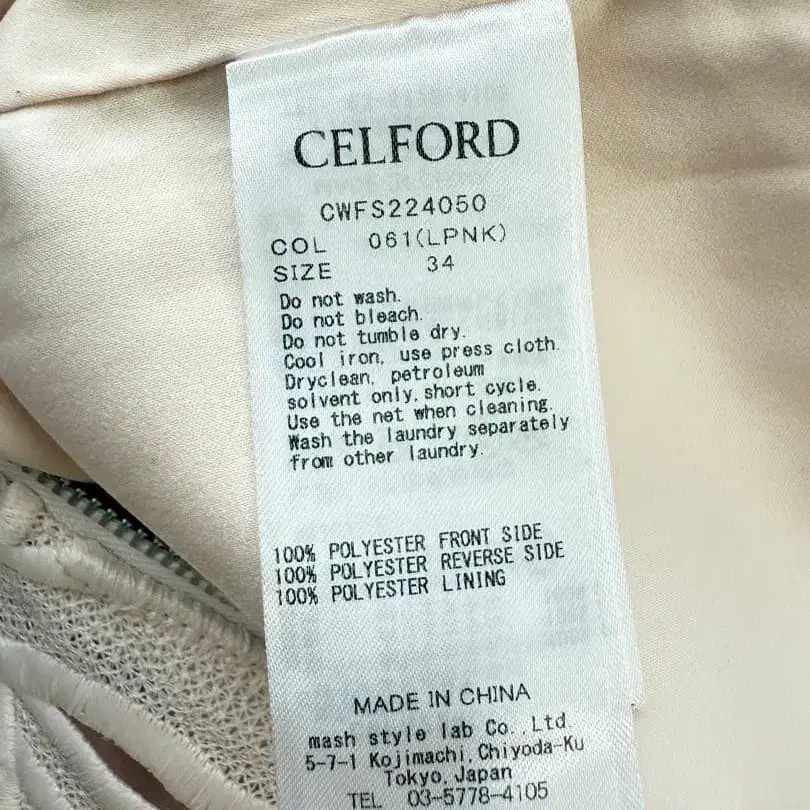 CELFORD
CWFS224050
COL 061(LPNK)
SIZE 34
Do not wash.
Do not bleach.
Do not tumble dry.
Cool iron, use press cloth.
Dryclean, petroleum
solvent only, short cycle.
Use the net when cleaning.
Wash the laundry separately
from other laundry.
100% POLYESTER FRONT SIDE
100% POLYESTER REVERSE SIDE
100% POLYESTER LINING
MADE IN CHINA
mash style lab Co.,Ltd
5-7-1 Kojimachi,Chiyoda-Ku
Tokyo,Japan
TEL 03-5778-4105